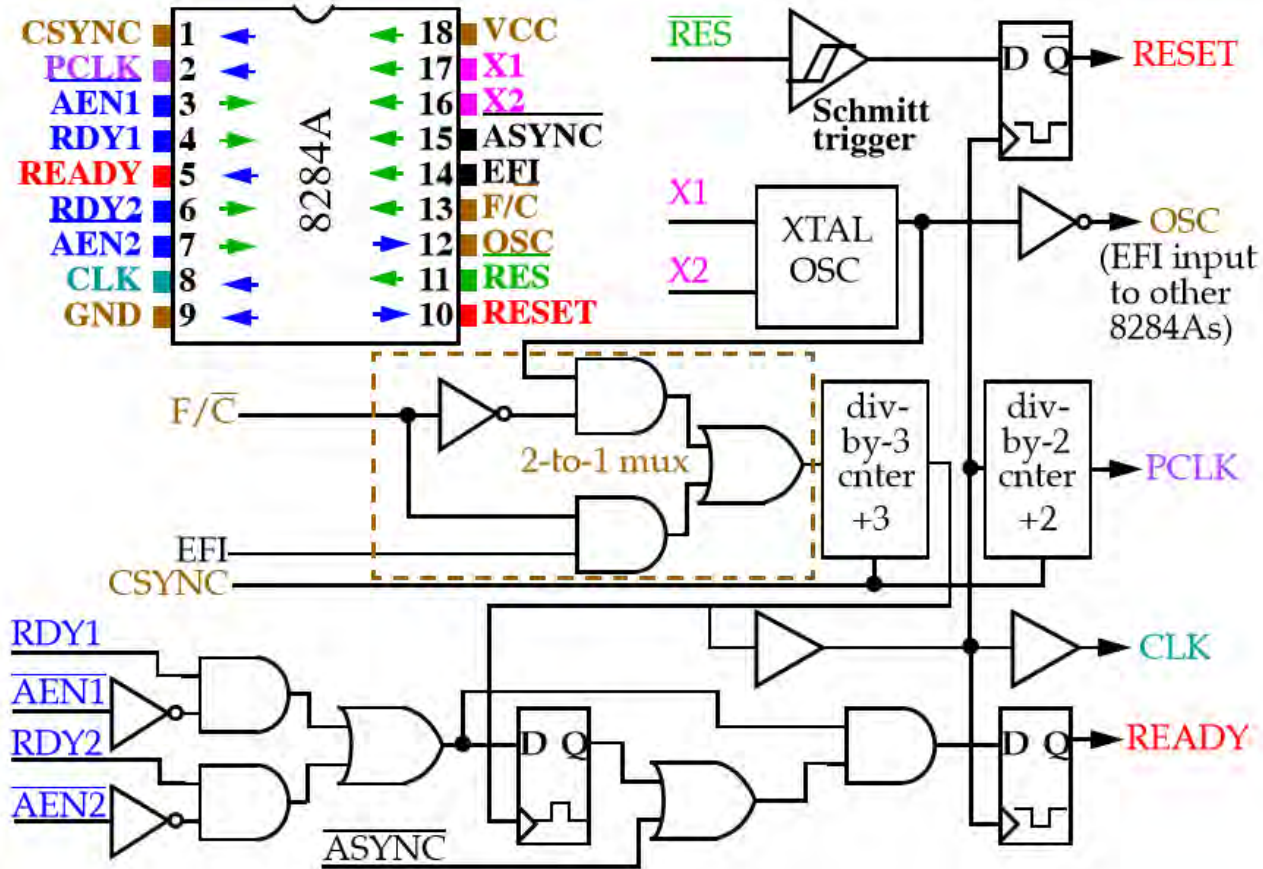 CSYNC 1
PCLK 2
AEN1 3
RDY1 4
READY 5
RDY2 6
AEN2 7
CLK 8
GND 9
8284A
18 VCC
17 X1
16 X2
15 ASYNC
14 EFI
13 F/C
12 OSC
11 RES
10 RESET
RES
Schmitt
trigger
D Q
RESET
X1
X2
XTAL
OSC
OSC
(EFI input
to other
8284As)
F/C
2-to-1 mux
EFI
CSYNC
div-
by-3
cnter
+3
div-
by-2
cnter
+2
PCLK
CLK
RDY1
AEN1
RDY2
AEN2
D Q
ASYNC
D Q
READY